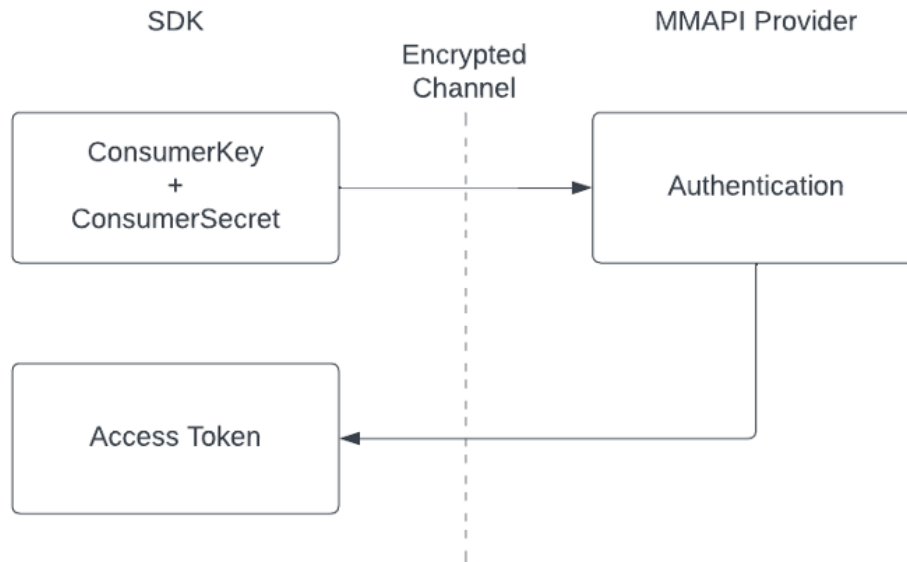 SDK
MMAPI Provider
Encrypted
Channel
ConsumerKey
+
ConsumerSecret
Authentication
Access Token